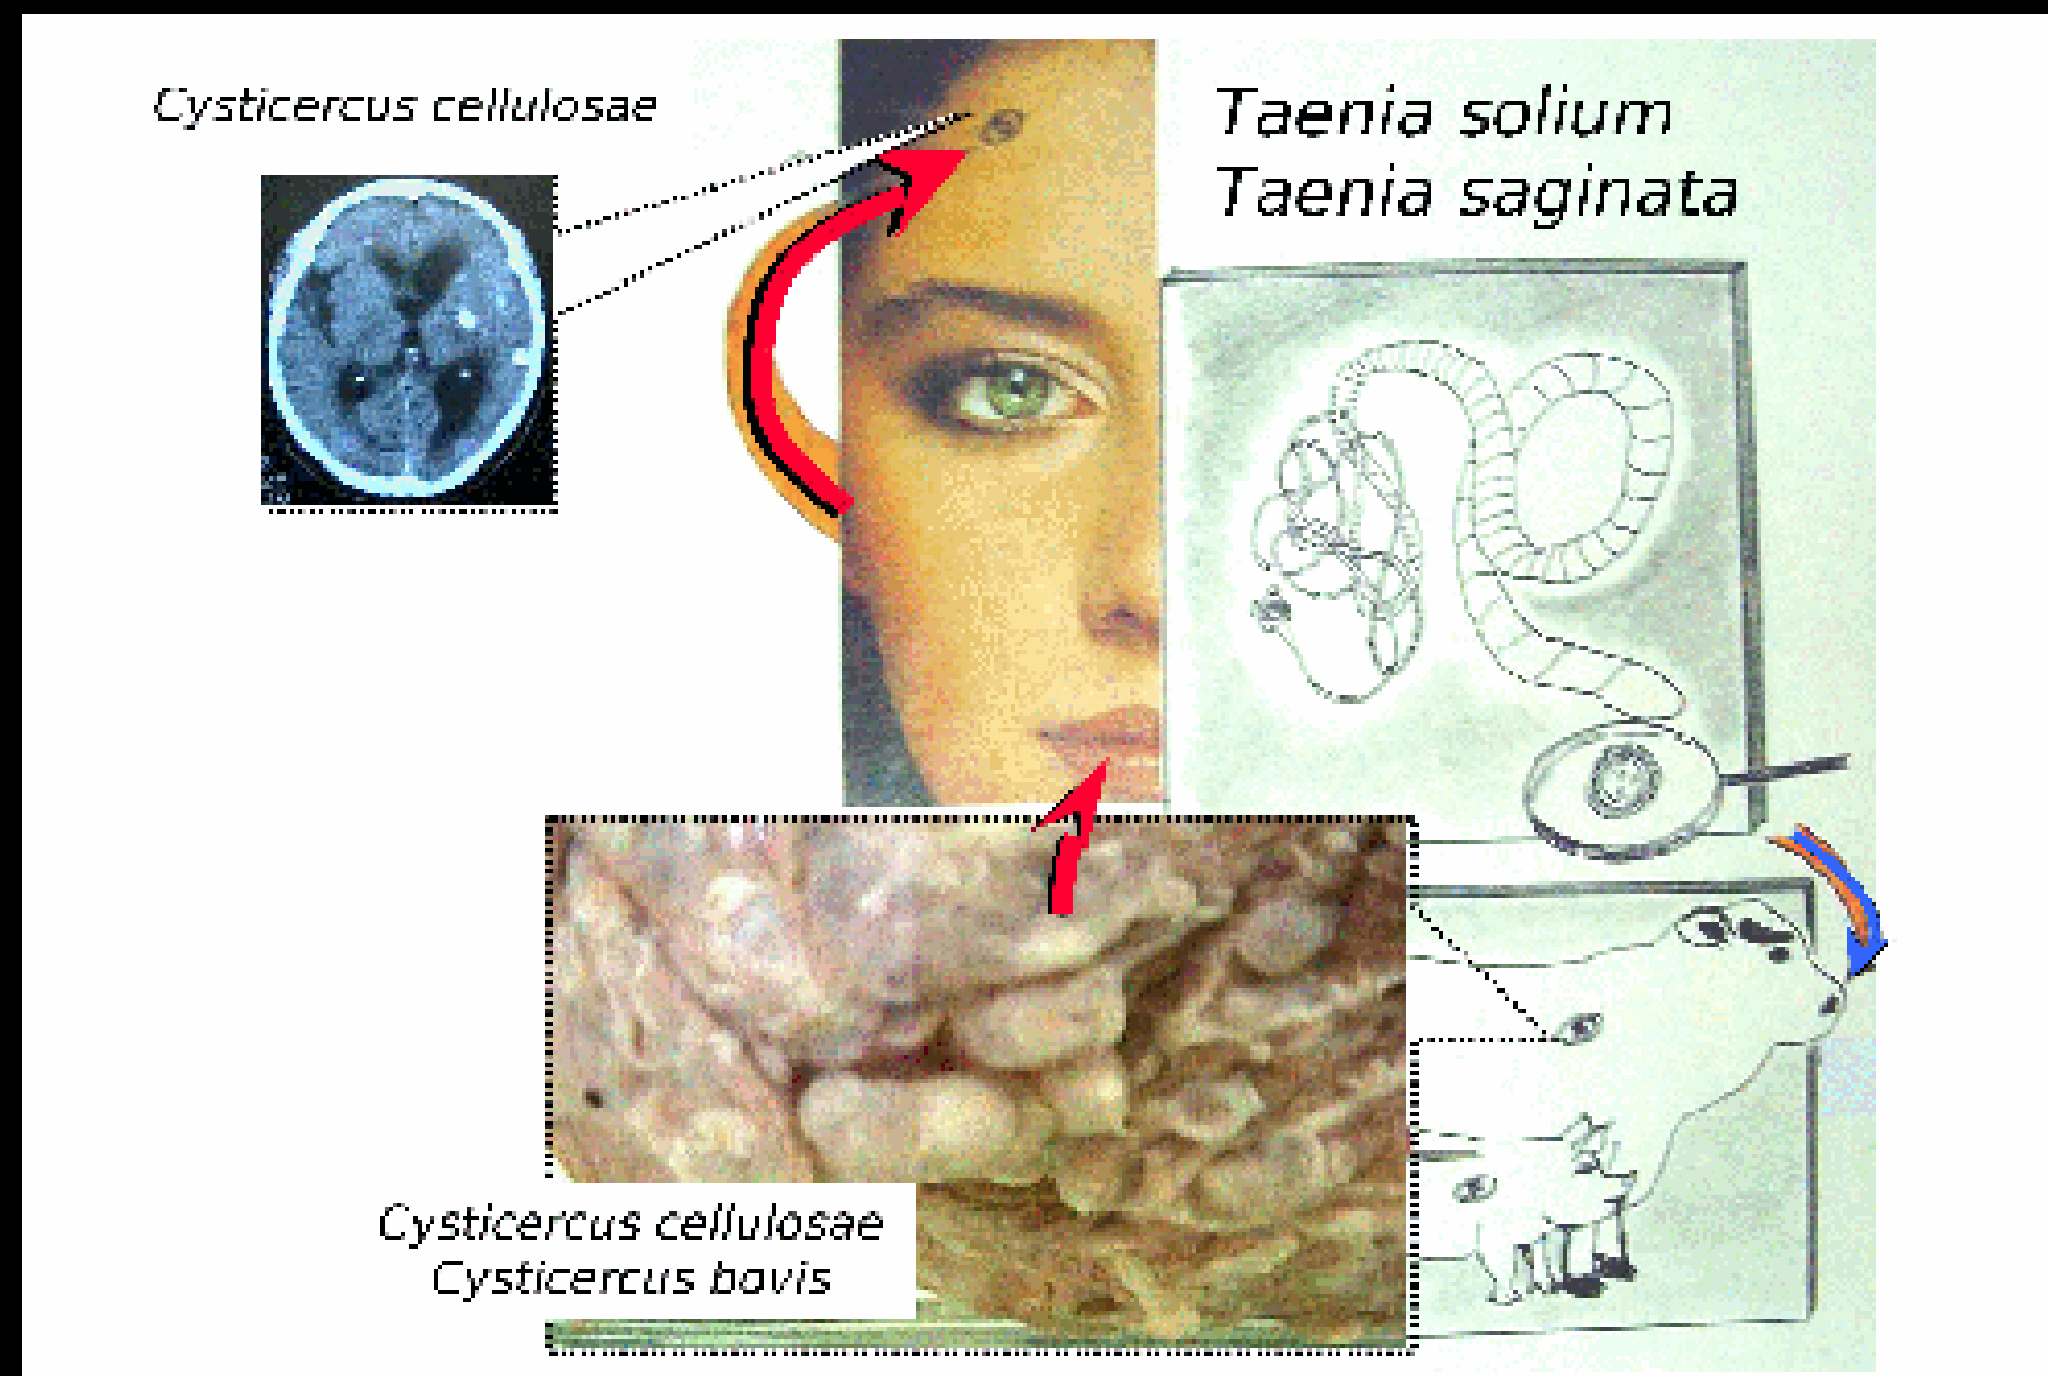 Cysticercus cellulosae
Taenia solium
Taenia saginata
Cysticercus cellulosae
Cysticercus bovis